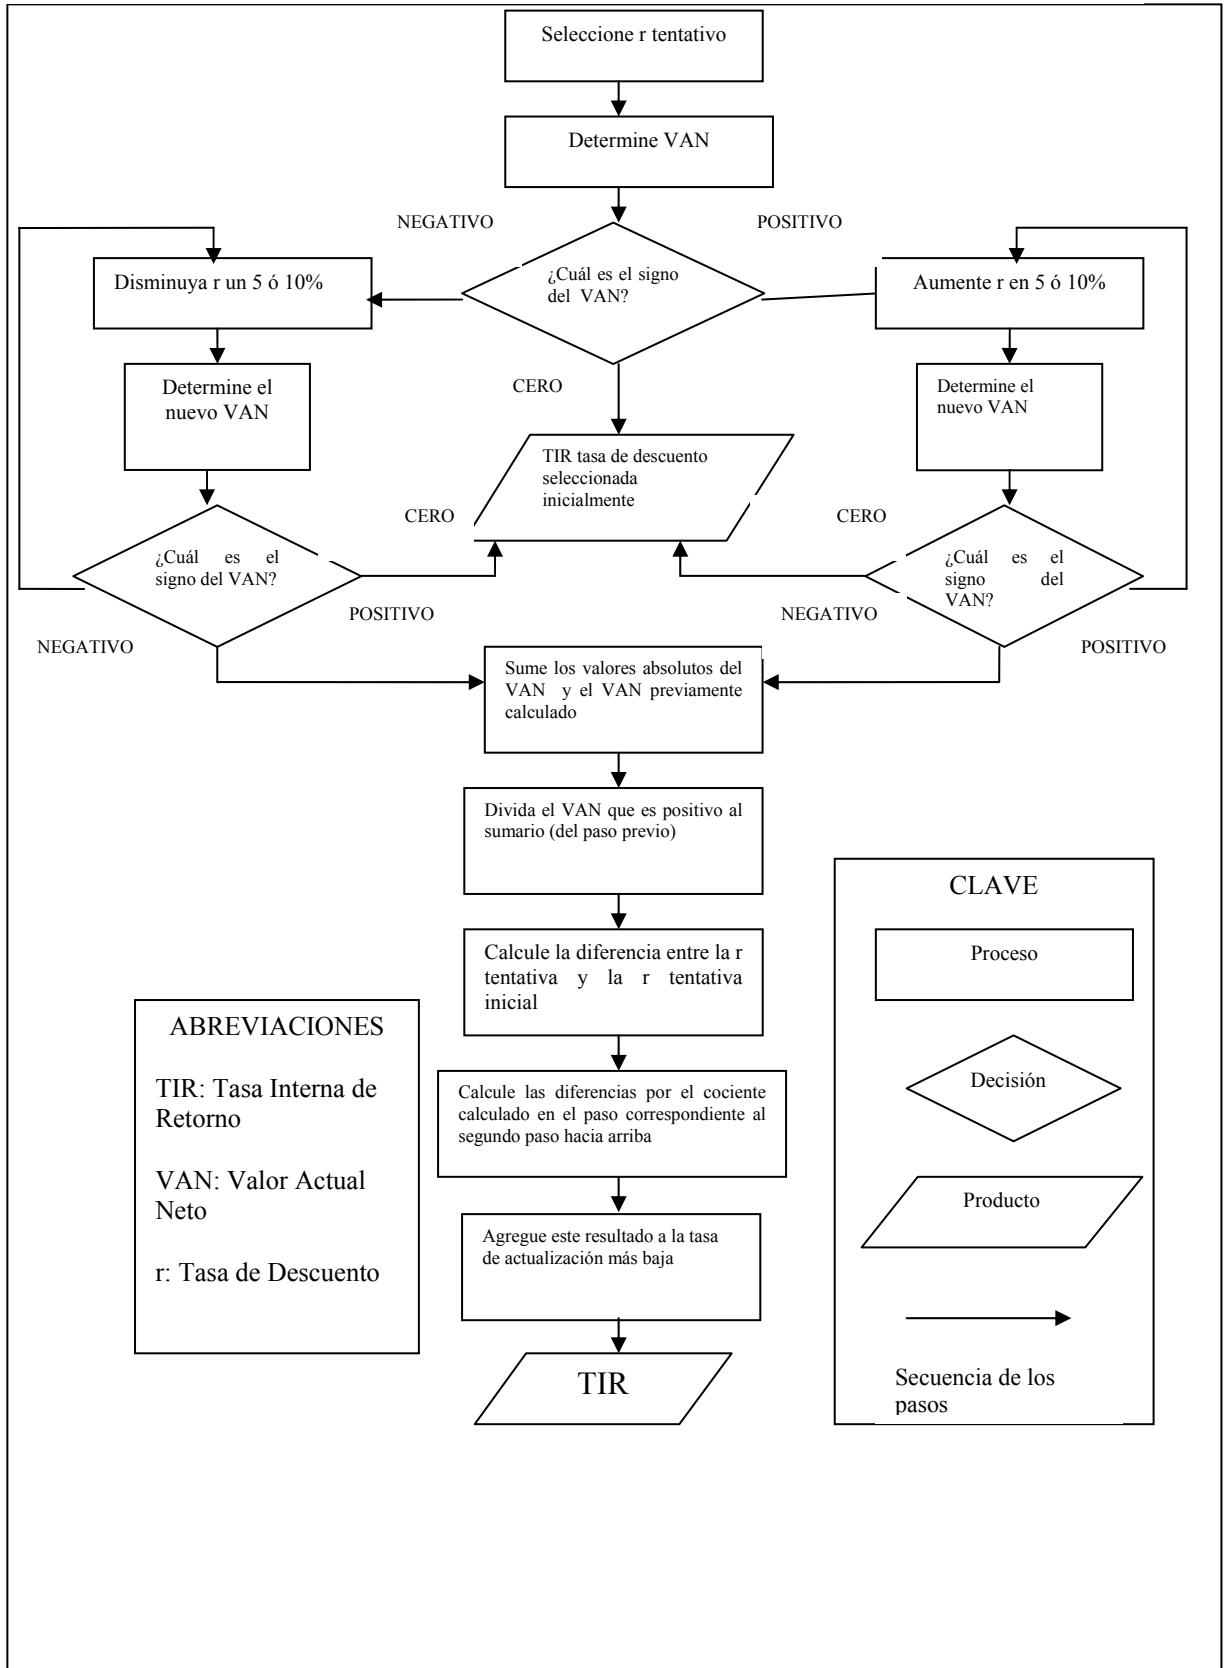 Seleccione r tentativo
Determine VAN
NEGATIVO
POSITIVO
¿Cuál es el signo
del VAN?
Disminuya r un 5 ó 10%
Aumente r en 5 ó 10%
Determine el
nuevo VAN
CERO
Determine el
nuevo VAN
TIR tasa de descuento
seleccionada
inicialmente
CERO
CERO
¿Cuál es el
signo del VAN?
¿Cuál es el
signo del
VAN?
POSITIVO
NEGATIVO
NEGATIVO
POSITIVO
Sume los valores absolutos del
VAN y el VAN previamente
calculado
Divida el VAN que es positivo al
sumario (del paso previo)
Calcule la diferencia entre la r
tentativa y la r tentativa
inicial
Calcule las diferencias por el cociente
calculado en el paso correspondiente al
segundo paso hacia arriba
Agregue este resultado a la tasa
de actualización más baja
TIR
ABREVIACIONES
TIR: Tasa Interna de
Retorno
VAN: Valor Actual
Neto
r: Tasa de Descuento
CLAVE
Proceso
Decisión
Producto
Secuencia de los
pasos